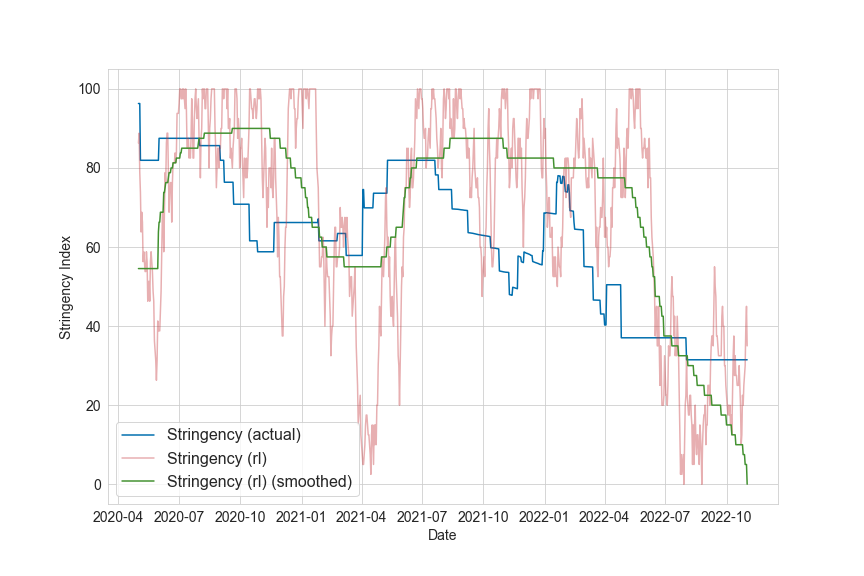 100
80
60
40
20
0
Stringency Index
Stringency (actual)
Stringency (rl)
Stringency (rl) (smoothed)
2020-04 2020-07 2020-10 2021-01 2021-04 2021-07 2021-10 2022-01 2022-04 2022-07 2022-10
Date